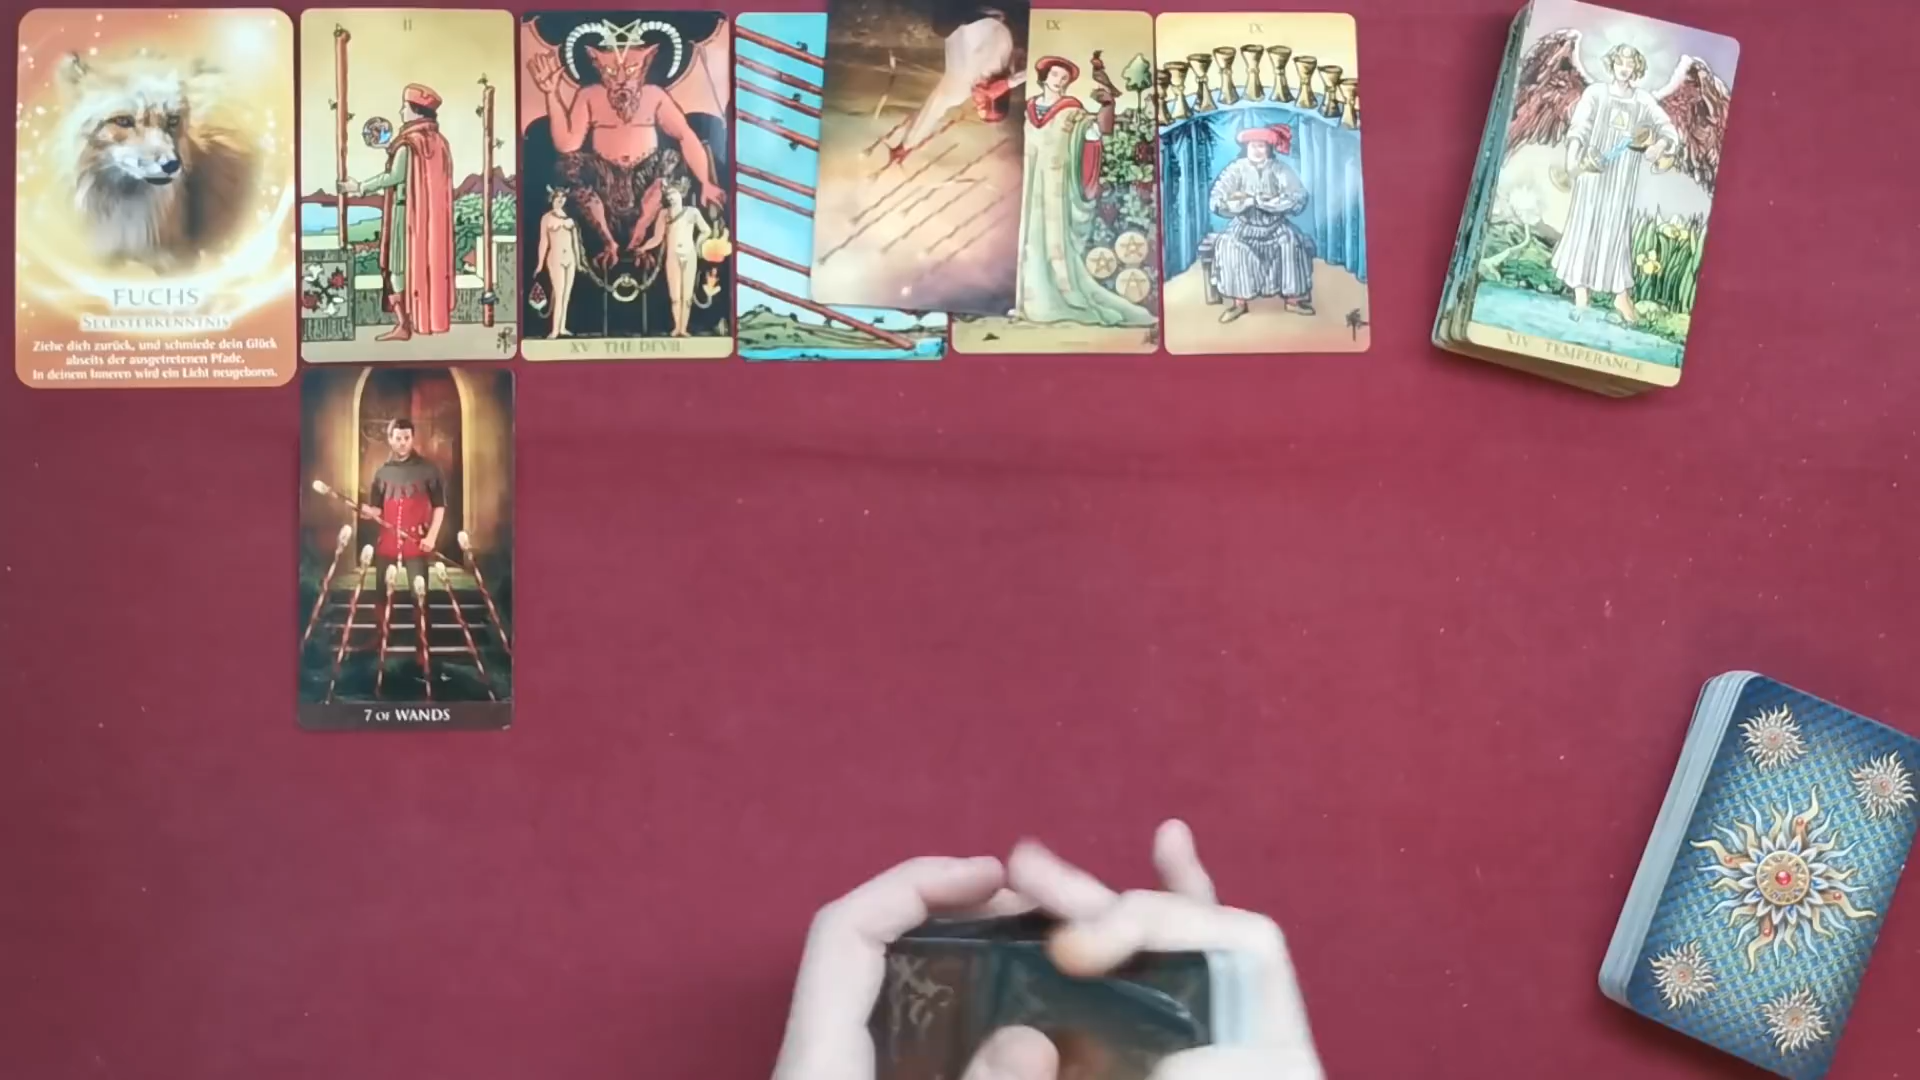 FUCHS
SELBSTERKENNTNIS
Ziehe dich zurück, und schmiede dein Glück
abseits der ausgetretenen Pfade.
In deinem Inneren wird ein Licht neugeboren.
II
XV THE DEVIL
IX
IX
XIV TEMPERANCE
7 OF WANDS